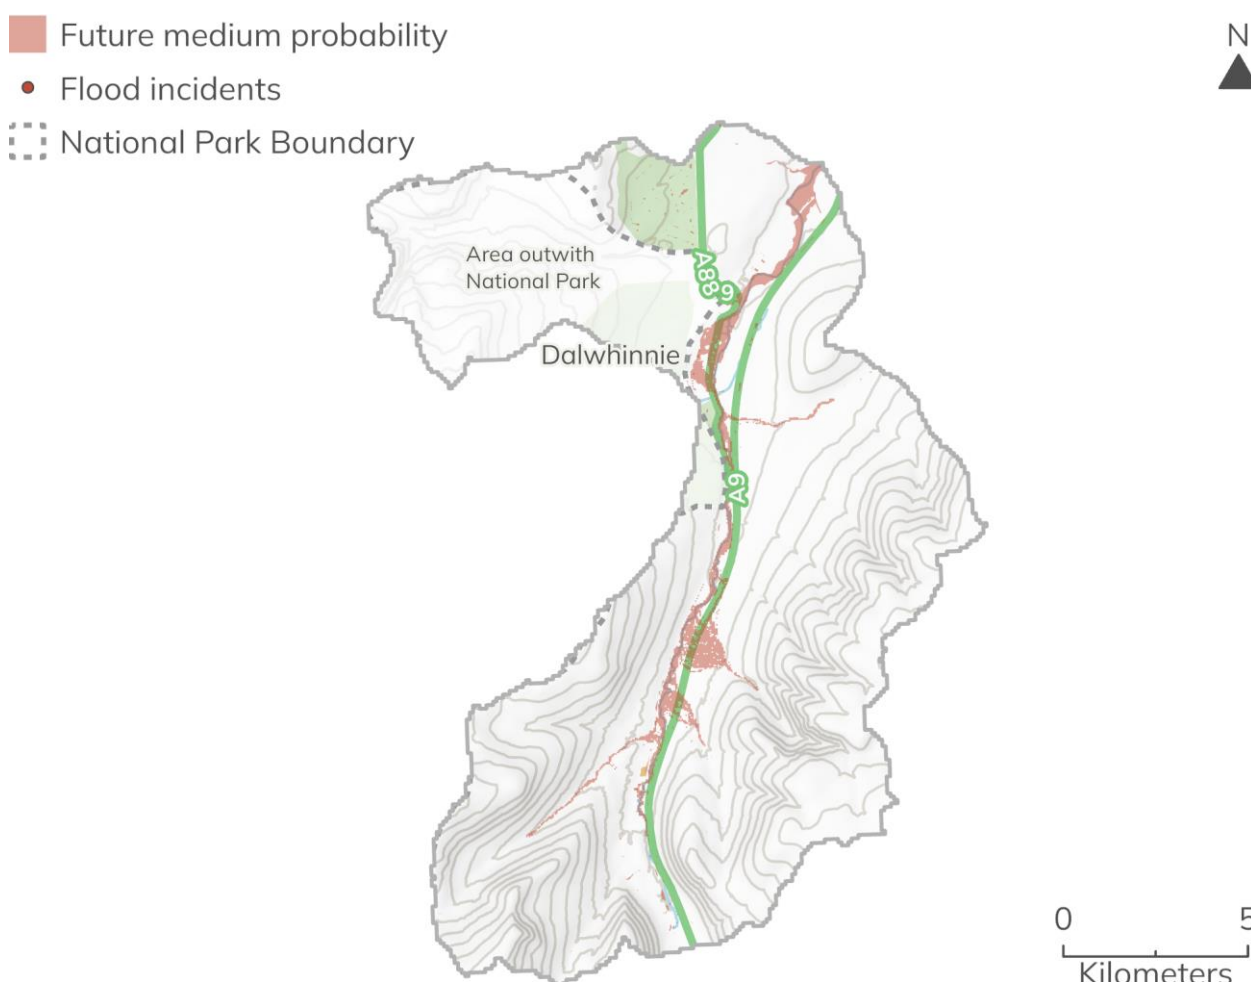 Future medium probability
Flood incidents
National Park Boundary
N
Area outwith
National Park
A889
Dalwhinnie
A9
0 5
Kilometers